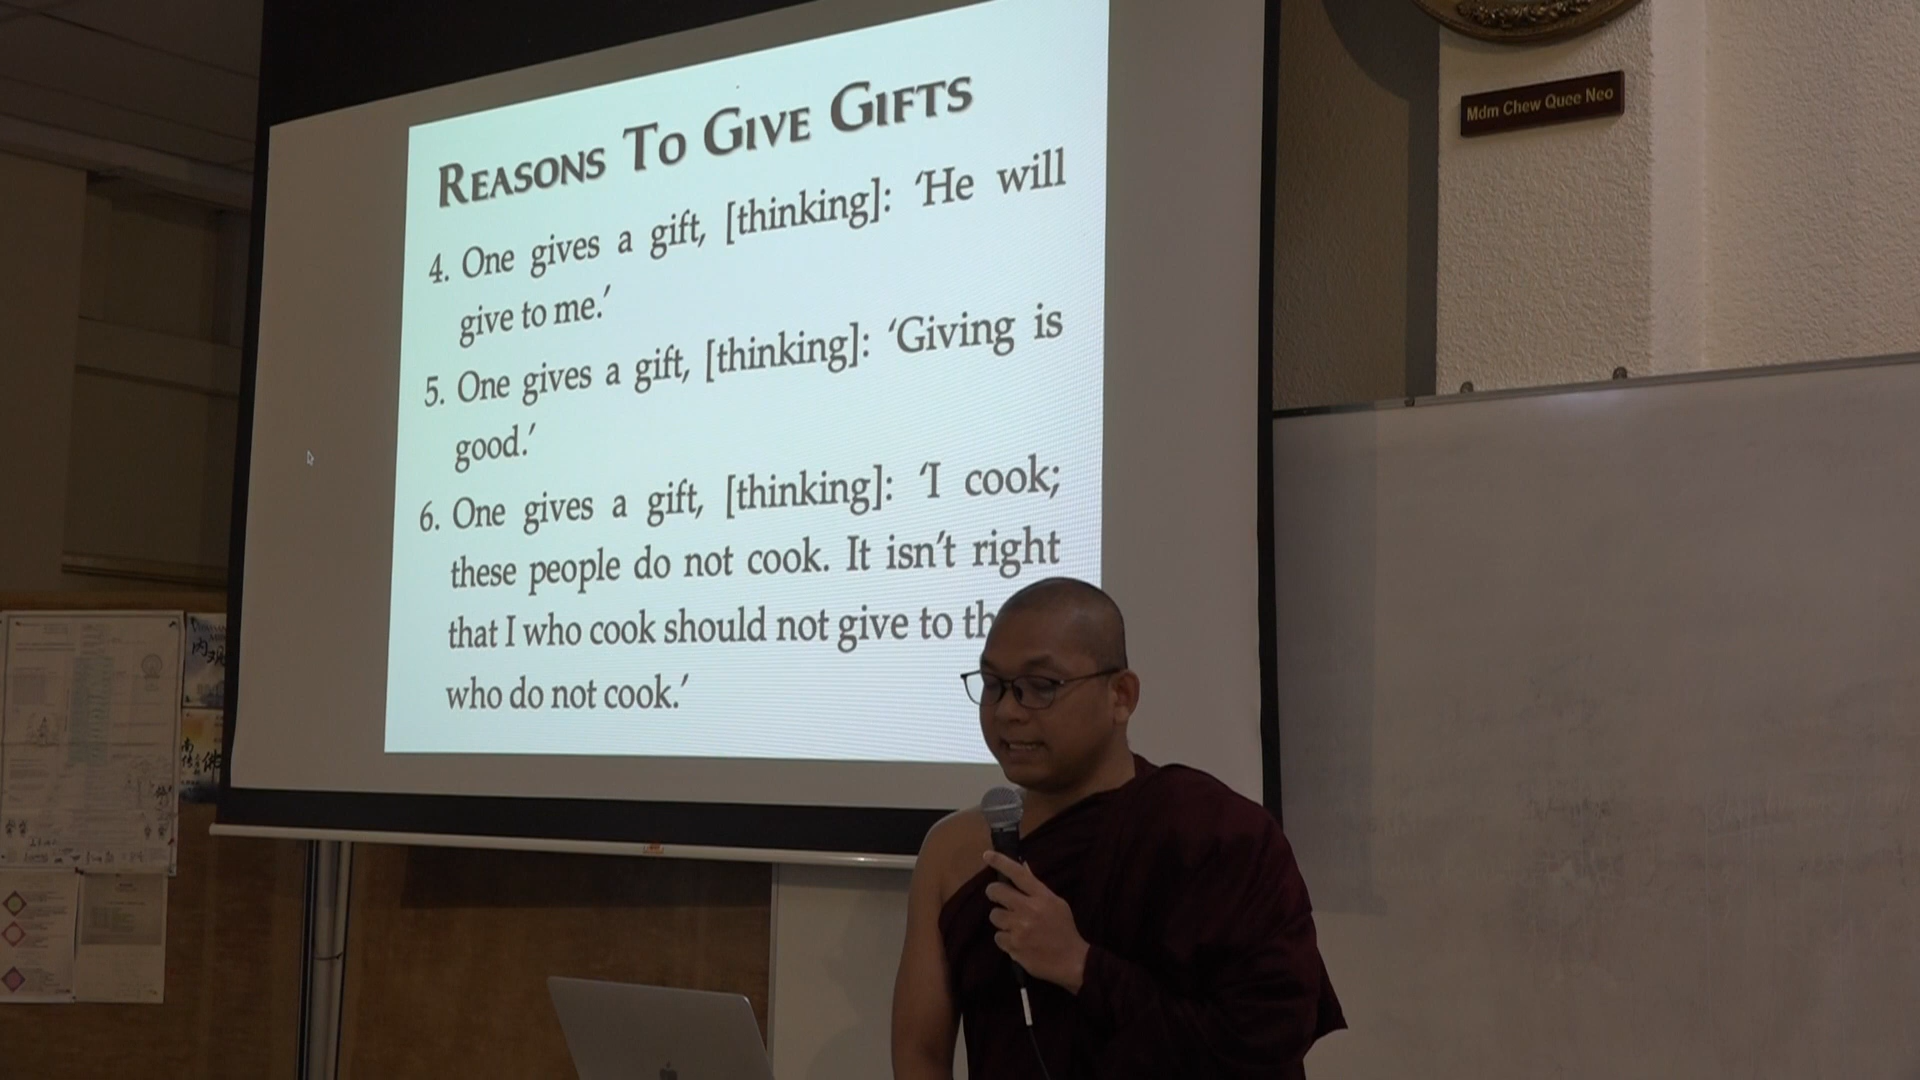 REASONS TO GIVE GIFTS
4. One gives a gift, [thinking]: ‘He will
give to me.’
5. One gives a gift, [thinking]: ‘Giving is
good.’
6. One gives a gift, [thinking]: ‘I cook;
these people do not cook. It isn’t right
that I who cook should not give to
who do not cook.’
Mdm Chew Quee Neo